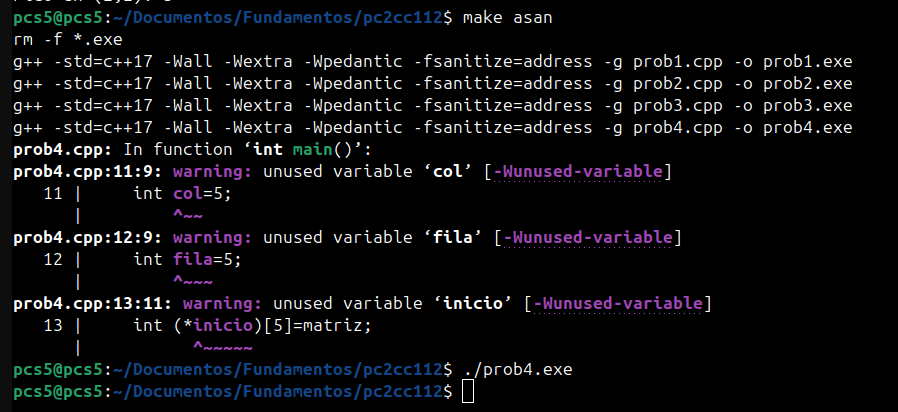 pcs5@pcs5:~/Documentos/Fundamentos/pc2cc112$ make asan
rm -f *.exe
g++ -std=c++17 -Wall -Wextra -Wpedantic -fsanitize=address -g prob1.cpp -o prob1.exe
g++ -std=c++17 -Wall -Wextra -Wpedantic -fsanitize=address -g prob2.cpp -o prob2.exe
g++ -std=c++17 -Wall -Wextra -Wpedantic -fsanitize=address -g prob3.cpp -o prob3.exe
g++ -std=c++17 -Wall -Wextra -Wpedantic -fsanitize=address -g prob4.cpp -o prob4.exe
prob4.cpp: In function ‘int main()’:
prob4.cpp:11:9: warning: unused variable ‘col’ [-Wunused-variable]
   11 |     int col=5;
      |         ^~~
prob4.cpp:12:9: warning: unused variable ‘fila’ [-Wunused-variable]
   12 |     int fila=5;
      |         ^~~~
prob4.cpp:13:11: warning: unused variable ‘inicio’ [-Wunused-variable]
   13 |     int (*inicio)[5]=matriz;
      |           ^~~~~~
pcs5@pcs5:~/Documentos/Fundamentos/pc2cc112$ ./prob4.exe
pcs5@pcs5:~/Documentos/Fundamentos/pc2cc112$